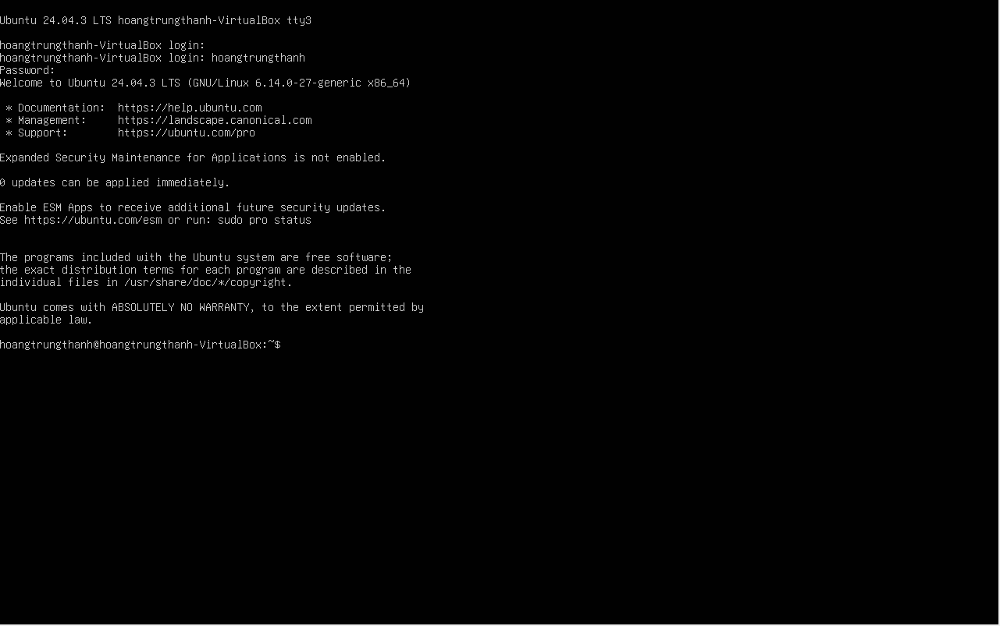 Ubuntu 24.04.3 LTS hoangtrungthanh-VirtualBox tty3
hoangtrungthanh-VirtualBox login:
hoangtrungthanh-VirtualBox login: hoangtrungthanh
Password:
Welcome to Ubuntu 24.04.3 LTS (GNU/Linux 6.14.0-27-generic x86_64)
* Documentation:  https://help.ubuntu.com
* Management:     https://landscape.canonical.com
* Support:        https://ubuntu.com/pro
Expanded Security Maintenance for Applications is not enabled.
0 updates can be applied immediately.
Enable ESM Apps to receive additional future security updates.
See https://ubuntu.com/esm or run: sudo pro status
The programs included with the Ubuntu system are free software;
the exact distribution terms for each program are described in the
individual files in /usr/share/doc/*/copyright.
Ubuntu comes with ABSOLUTELY NO WARRANTY, to the extent permitted by
applicable law.
hoangtrungthanh@hoangtrungthanh-VirtualBox:~$